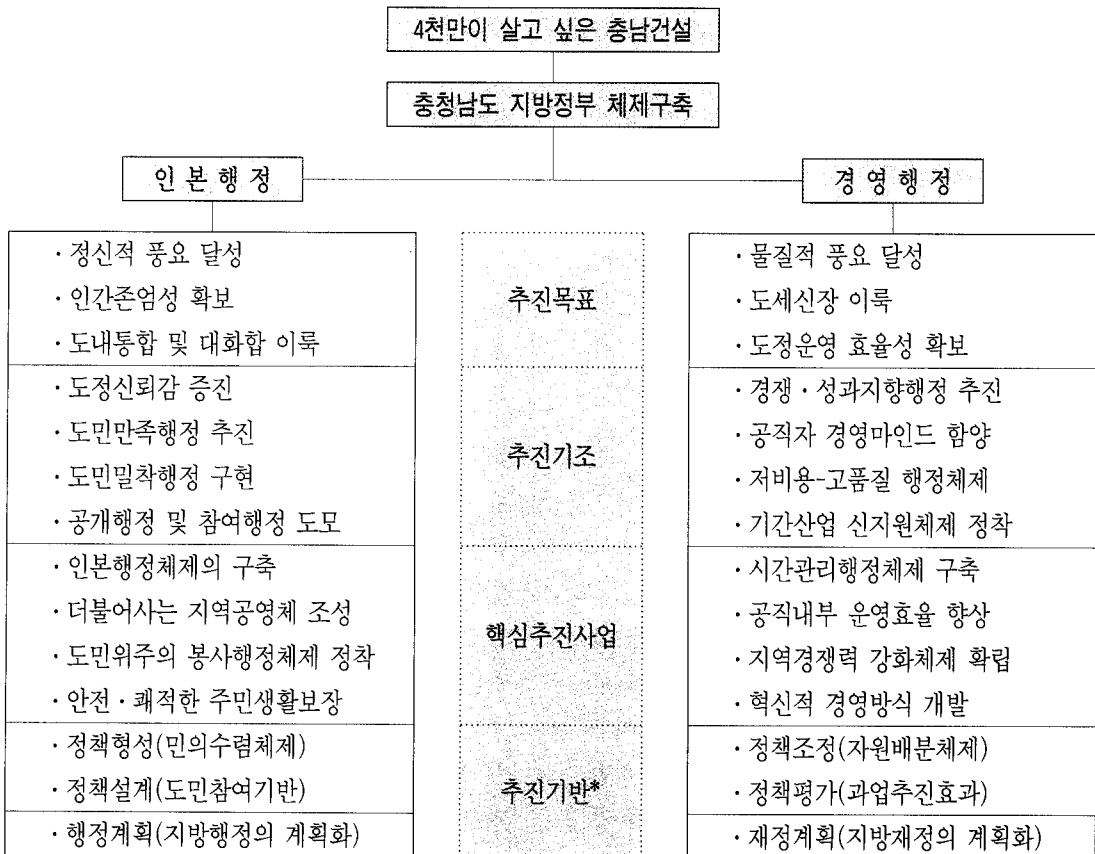 4천만이 살고 싶은 충남건설
충청남도 지방정부 체제구축
인본행정
경영행정
· 정신적 풍요 달성
· 인간존엄성 확보
· 도내통합 및 대화합 이룩
추진목표
· 물질적 풍요 달성
· 도세신장 이룩
· 도정운영 효율성 확보
· 도정신뢰감 증진
· 도민만족행정 추진
· 도민밀착행정 구현
· 공개행정 및 참여행정 도모
추진기조
· 경쟁 · 성과지향행정 추진
· 공직자 경영마인드 함양
· 저비용-고품질 행정체제
· 기간산업 신지원체제 정착
· 인본행정체제의 구축
· 더불어사는 지역공영체 조성
· 도민위주의 봉사행정체제 정착
· 안전 · 쾌적한 주민생활보장
핵심추진사업
· 시간관리행정체제 구축
· 공직내부 운영효율 향상
· 지역경쟁력 강화체제 확립
· 혁신적 경영방식 개발
· 정책형성(민의수렴체제)
· 정책설계(도민참여기반)
· 행정계획(지방행정의 계획화)
추진기반*
· 정책조정(자원배분체제)
· 정책평가(과업추진효과)
· 재정계획(지방재정의 계획화)